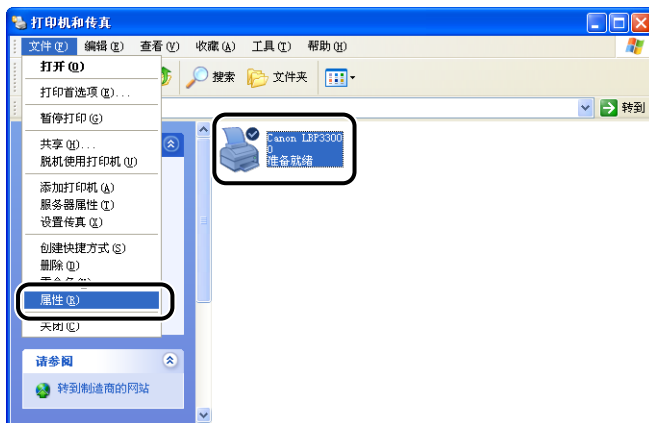 打印机和传真
文件(F) 编辑(E) 查看(V) 收藏(A) 工具(T) 帮助(H)
打开(O)
搜索 文件夹
打印首选项(E)...
转到
暂停打印(G)
共享(H)...
脱机使用打印机(U)
Canon LBP3300
0
准备就绪
添加打印机(A)
服务器属性(T)
设置传真(X)
创建快捷方式(S)
删除(D)
属性(R)
关闭(C)
请参阅
转到制造商的网站